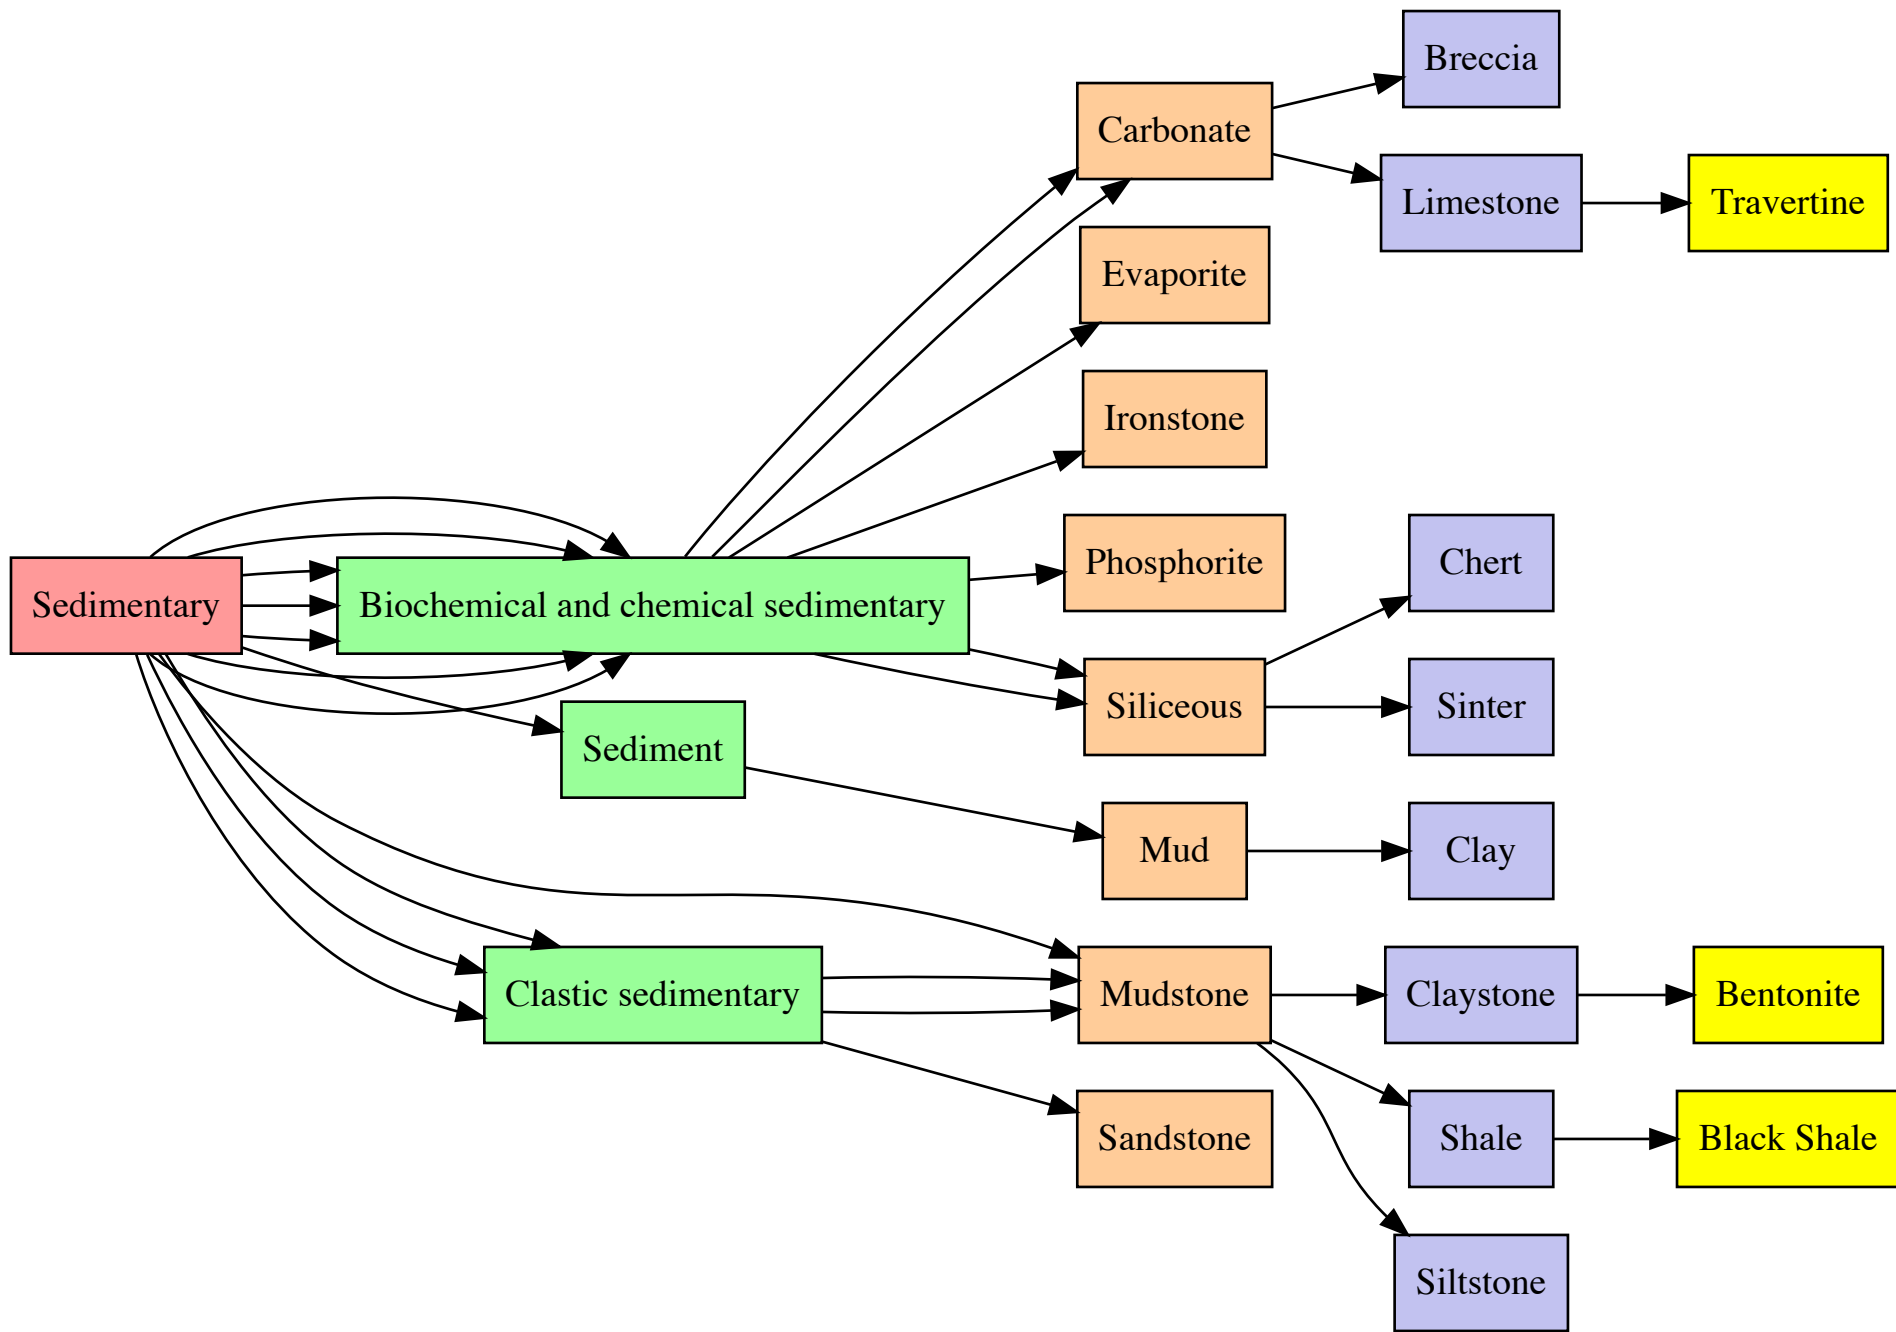 Breccia
Carbonate
Limestone
Travertine
Evaporite
Ironstone
Phosphorite
Chert
Sedimentary
Biochemical and chemical sedimentary
Siliceous
Sinter
Sediment
Mud
Clay
Clastic sedimentary
Mudstone
Claystone
Bentonite
Sandstone
Shale
Black Shale
Siltstone